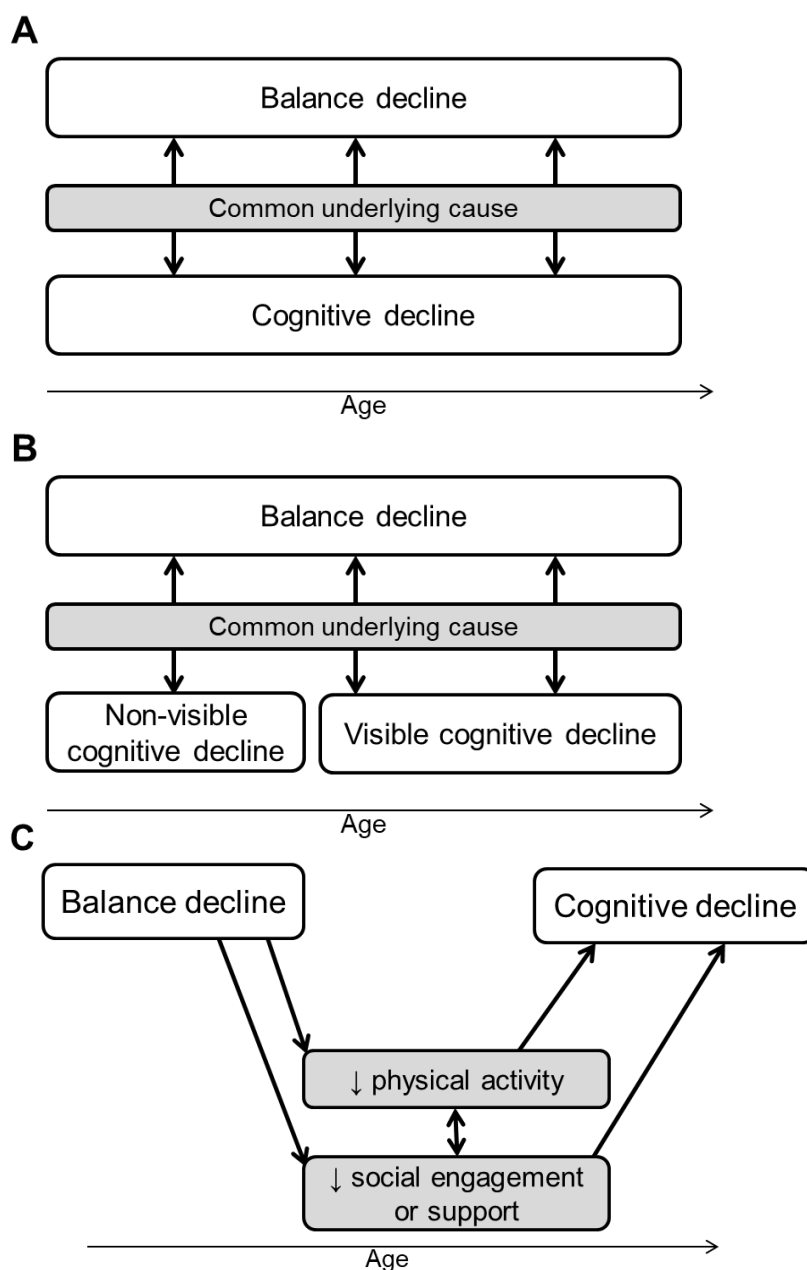 A
Balance decline
Common underlying cause
Cognitive decline
Age
B
Balance decline
Common underlying cause
Non-visible
cognitive decline
Visible cognitive decline
Age
C
Balance decline
Cognitive decline
↓ physical activity
↓ social engagement
or support
Age